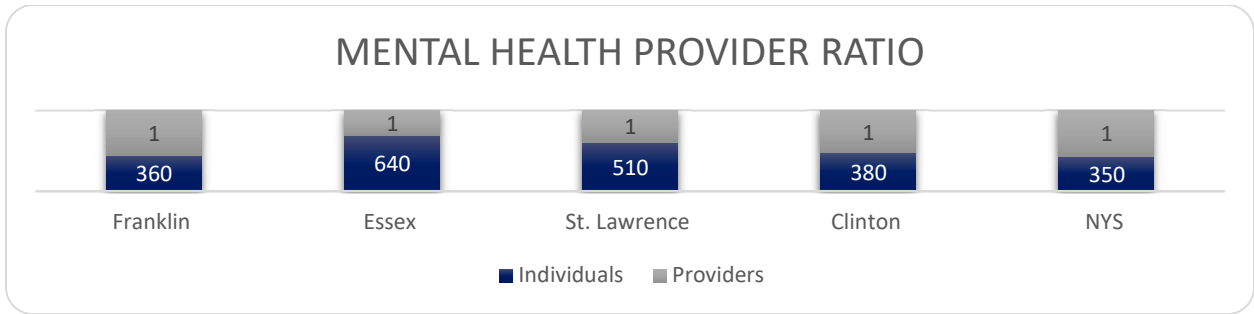 MENTAL HEALTH PROVIDER RATIO
1 1 1 1 1
360 640 510 380 350
Franklin Essex St. Lawrence Clinton NYS
Individuals Providers